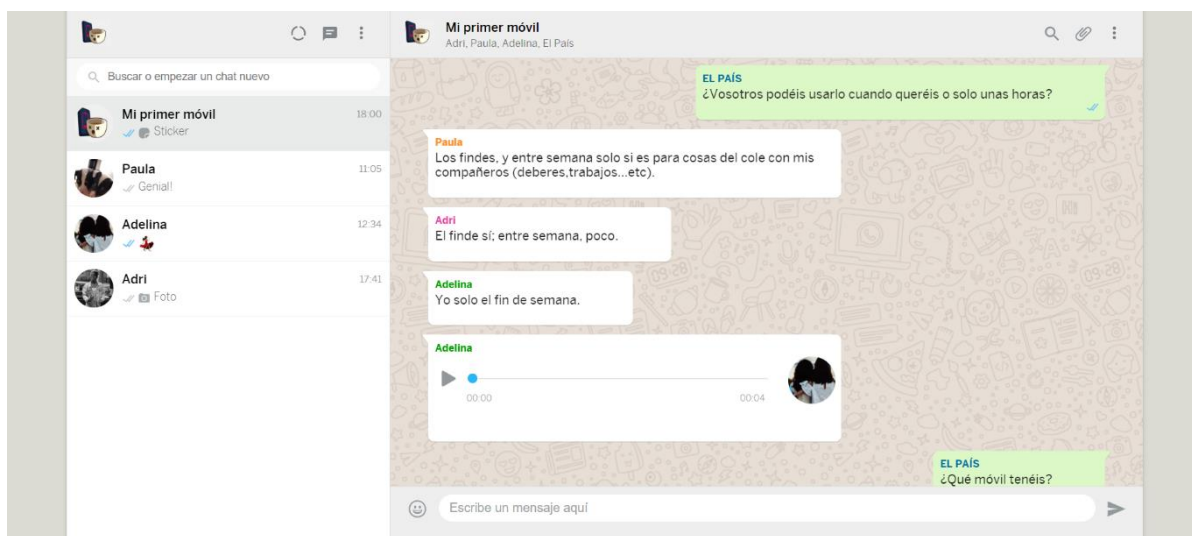 Mi primer móvil
Adri, Paula, Adelina, El País
Buscar o empezar un chat nuevo
Mi primer móvil 18:00
Sticker
Paula 11:05
Genial!
Adelina 12:34
Adri 17:41
Foto
EL PAÍS
¿Vosotros podéis usarlo cuando queréis o solo unas horas?
Paula
Los findes, y entre semana solo si es para cosas del cole con mis
compañeros (deberes,trabajos...etc).
Adri
El finde sí; entre semana, poco.
Adelina
Yo solo el fin de semana.
Adelina
00:00 00:04
EL PAÍS
¿Qué móvil tenéis?
Escribe un mensaje aquí